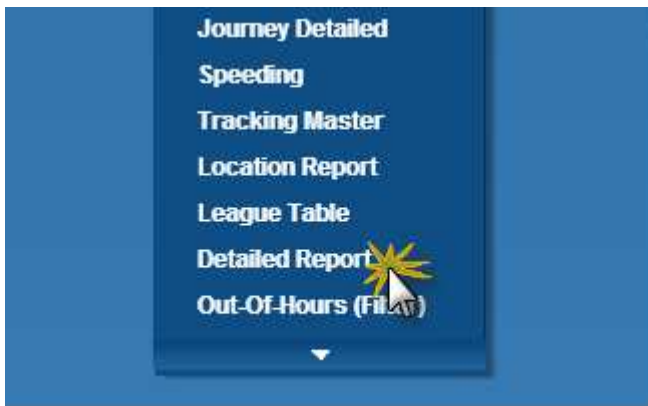 Journey Detailed
Speeding
Tracking Master
Location Report
League Table
Detailed Report
Out-Of-Hours